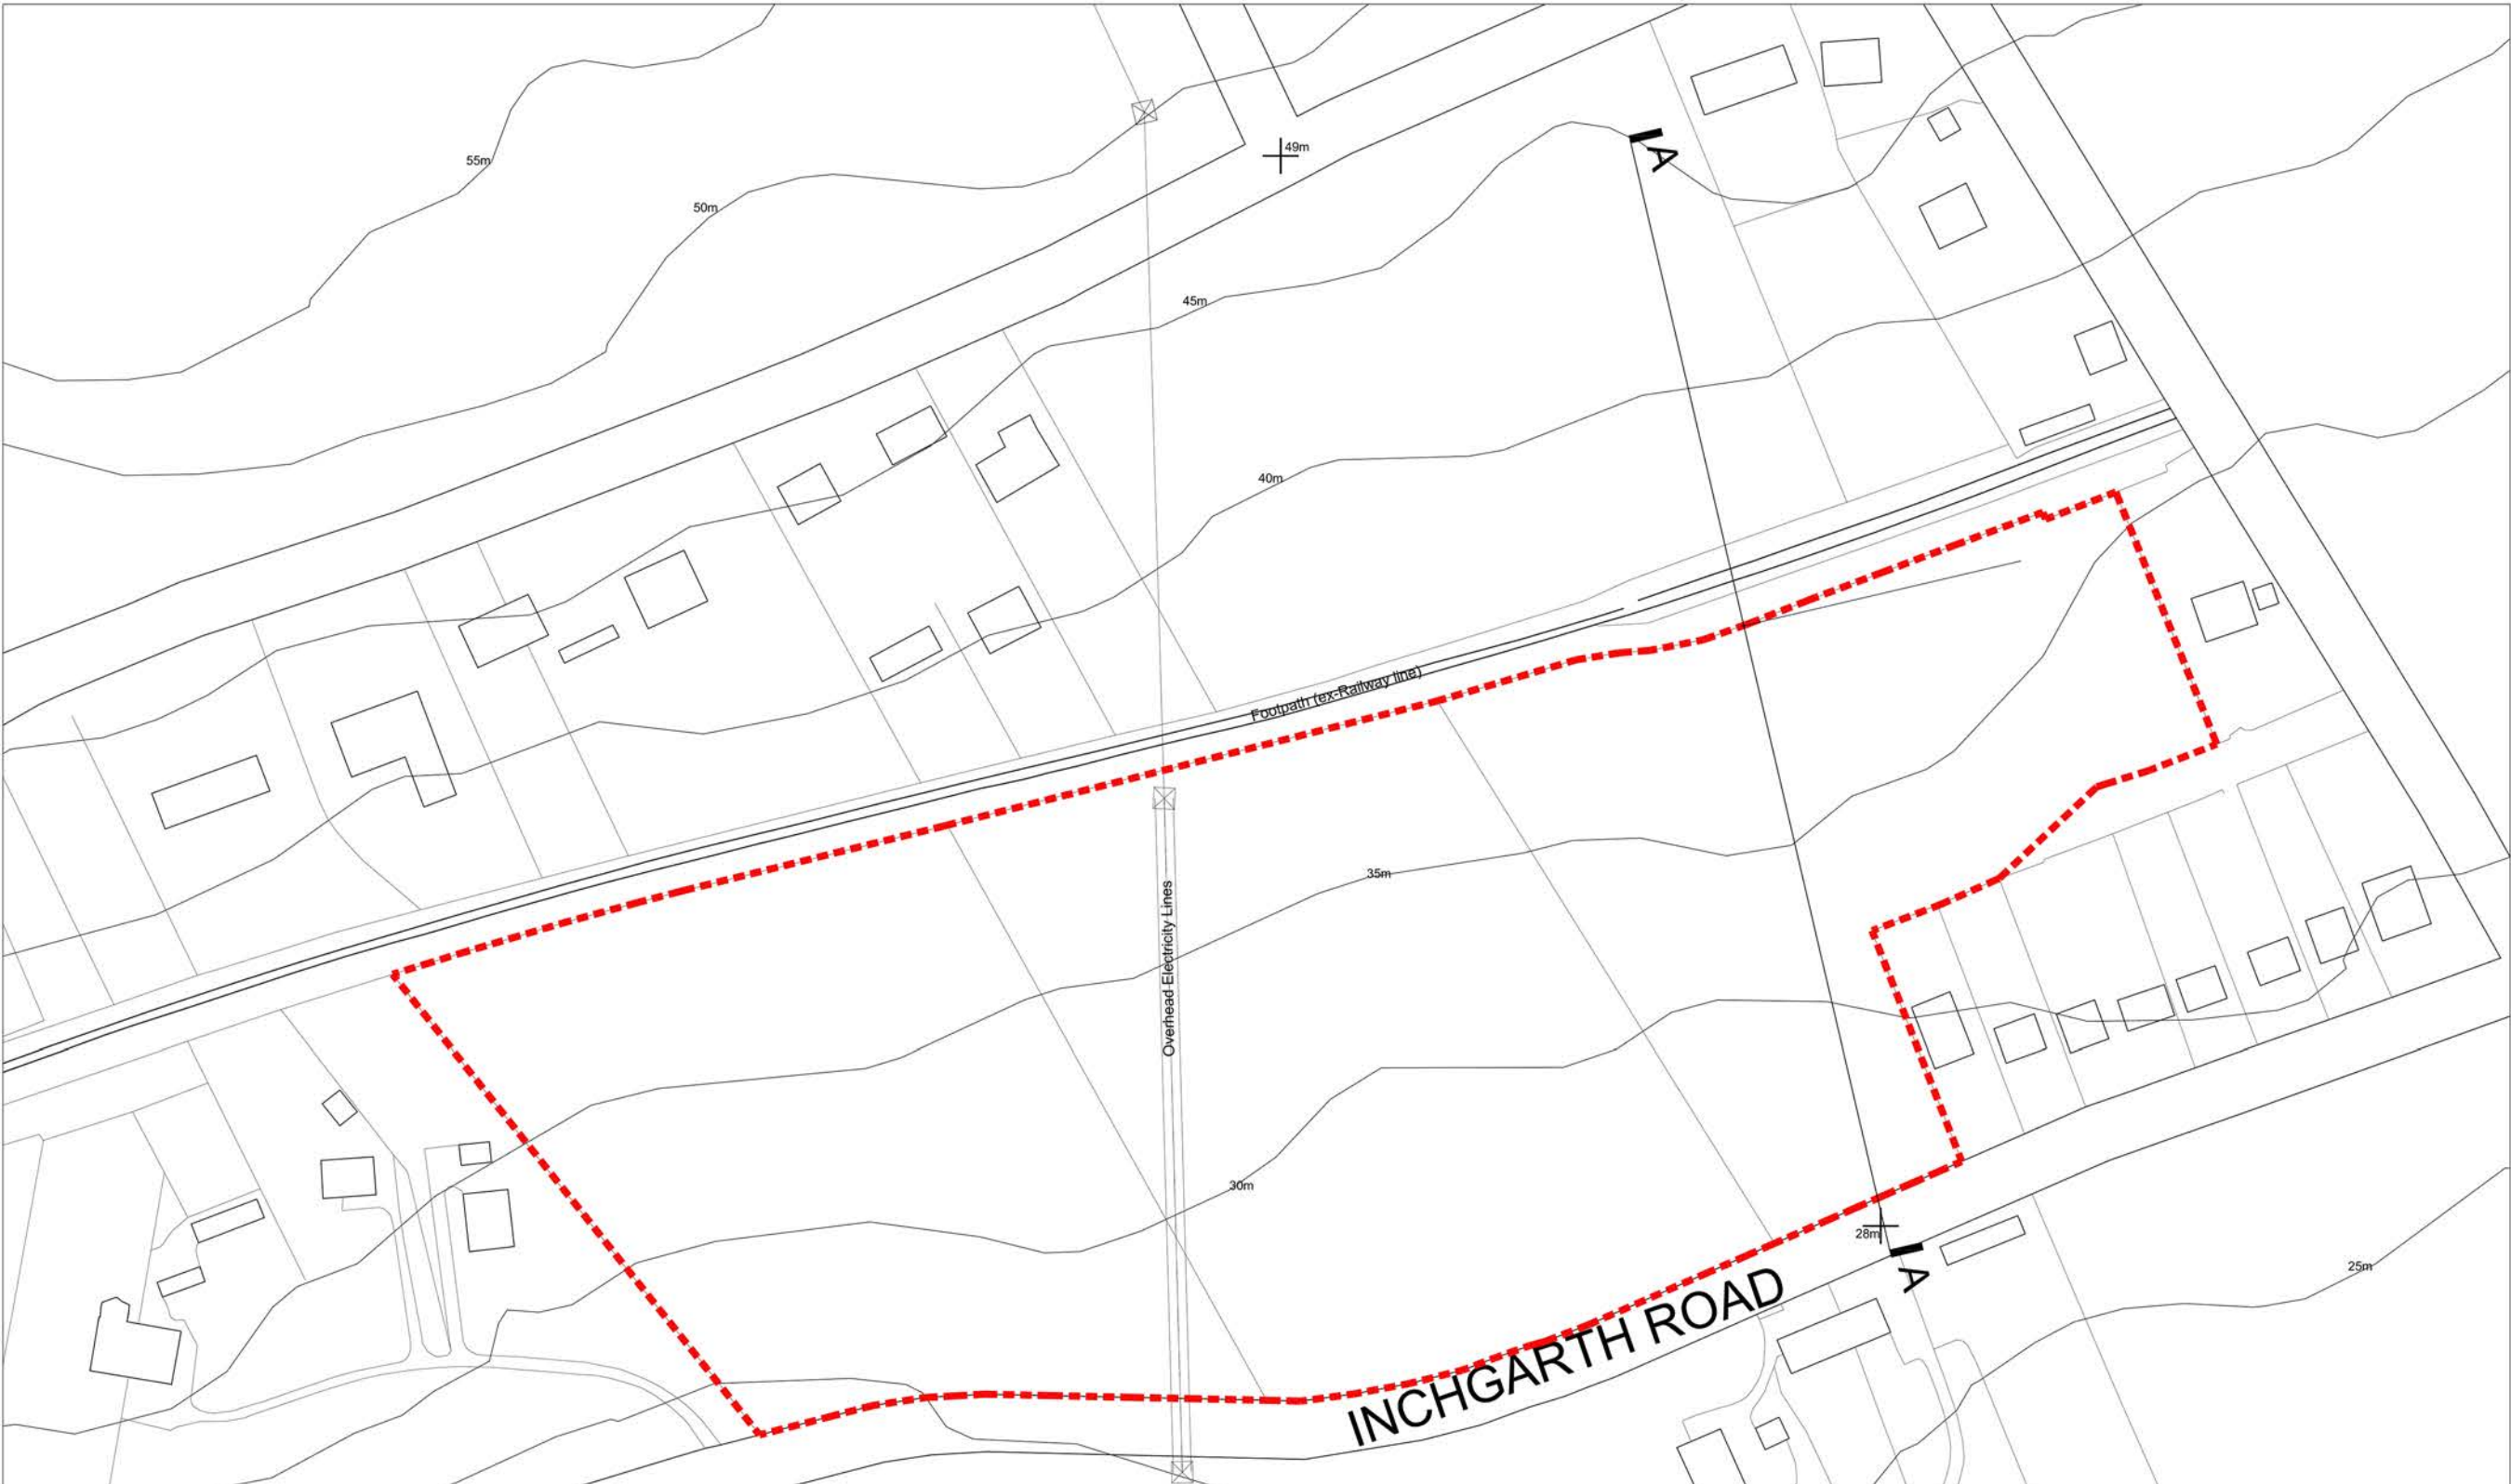 55m
49m
A
50m
45m
40m
Footpath (ex-Railway line)
35m
Overhead Electricity Lines
30m
28m
A
25m
INCHGARTH ROAD